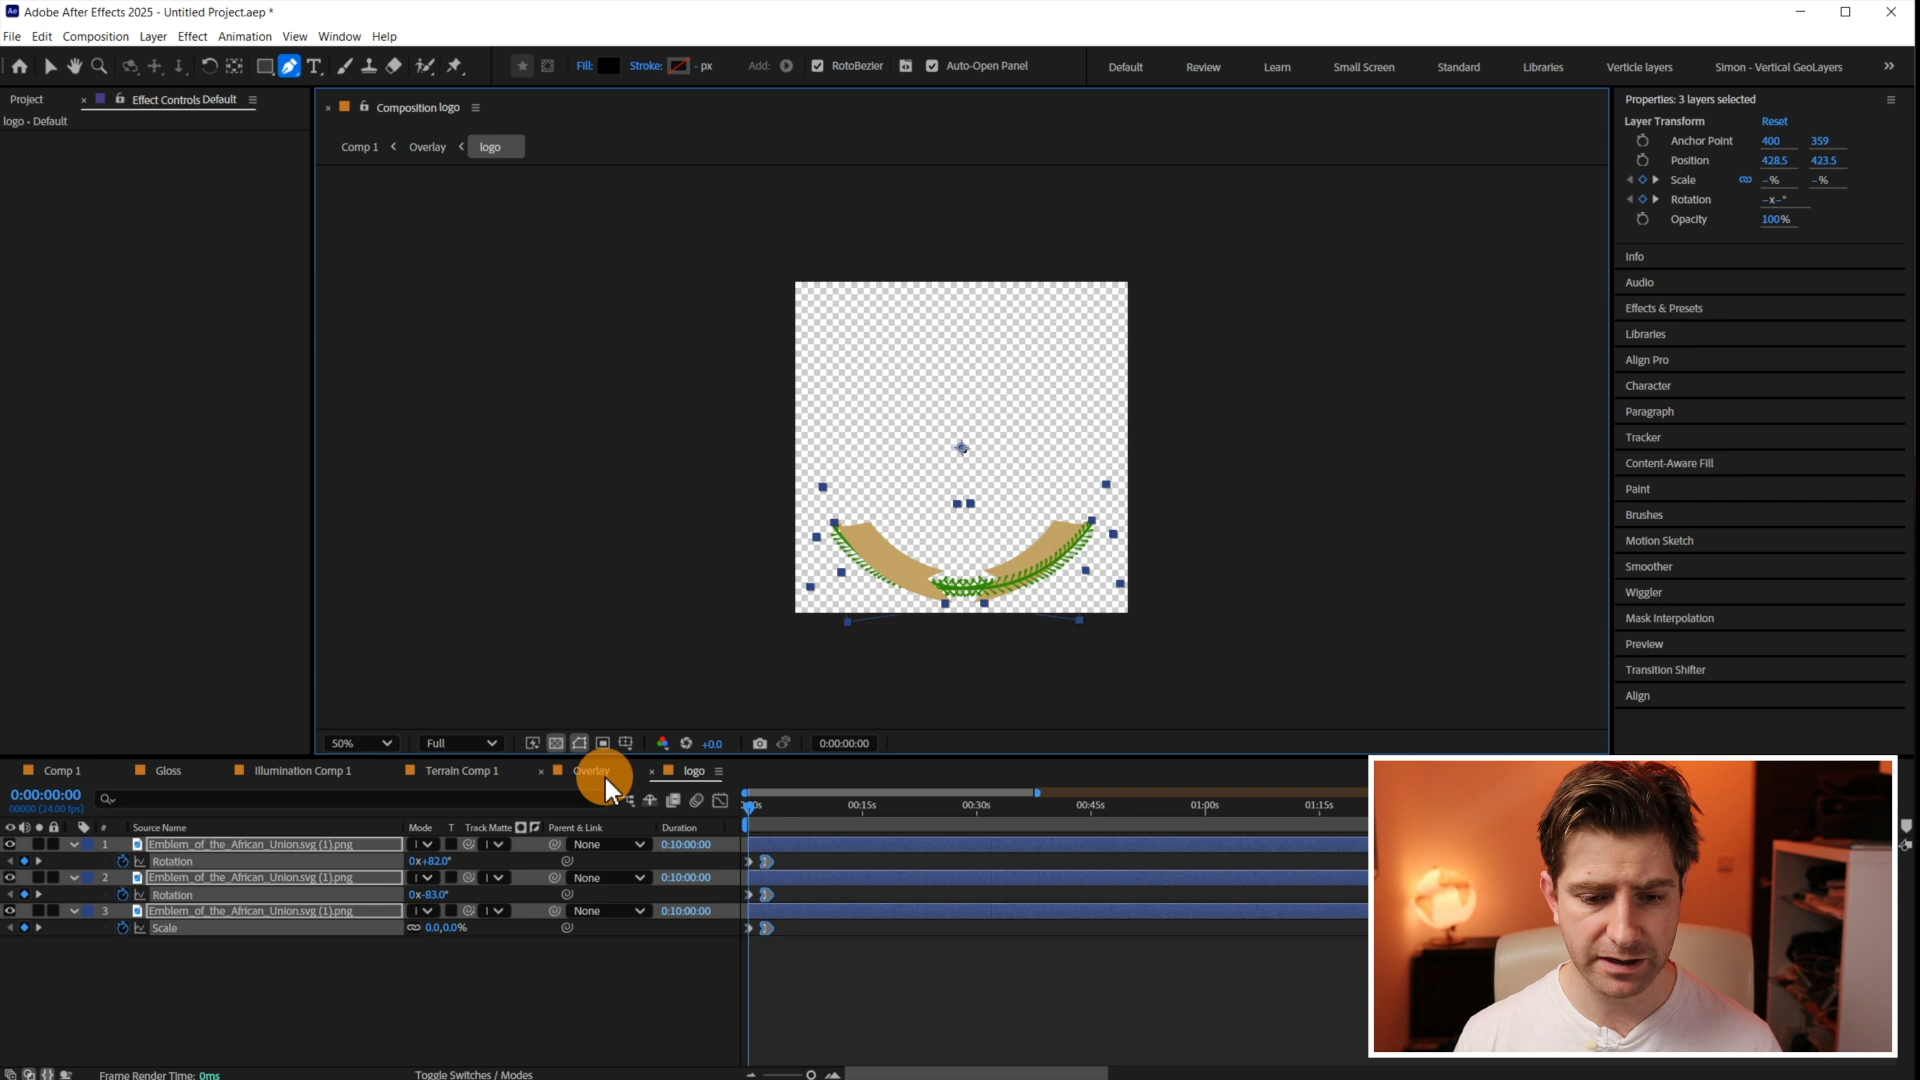 Adobe After Effects 2025 - Untitled Project.aep *
File Edit Composition Layer Effect Animation View Window Help
Fill: Stroke: - px Add: RotoBezier Auto-Open Panel Default Review Learn Small Screen Standard Libraries Verticle layers Simon - Vertical GeoLayers
Project Effect Controls Default
logo • Default
Composition logo
Comp 1 Overlay logo
Properties: 3 layers selected
Layer Transform Reset
Anchor Point 400 359
Position 428.5 423.5
Scale -% -%
Rotation -x-°
Opacity 100%
Info
Audio
Effects & Presets
Libraries
Align Pro
Character
Paragraph
Tracker
Content-Aware Fill
Paint
Brushes
Motion Sketch
Smoother
Wiggler
Mask Interpolation
Preview
Transition Shifter
Align
50% Full +0.0 0:00:00:00
Comp 1 Gloss Illumination Comp 1 Terrain Comp 1 Overlay logo
0:00:00:00
00000 (24.00 fps)
00:15s 00:30s 00:45s 01:00s 01:15s
# Source Name Mode T Track Matte Parent & Link Duration
1 Emblem_of_the_African_Union.svg (1).png None 0:10:00:00
Rotation 0x+82.0°
2 Emblem_of_the_African_Union.svg (1).png None 0:10:00:00
Rotation 0x-83.0°
3 Emblem_of_the_African_Union.svg (1).png None 0:10:00:00
Scale 0.0,0.0%
Frame Render Time: 0ms Toggle Switches / Modes